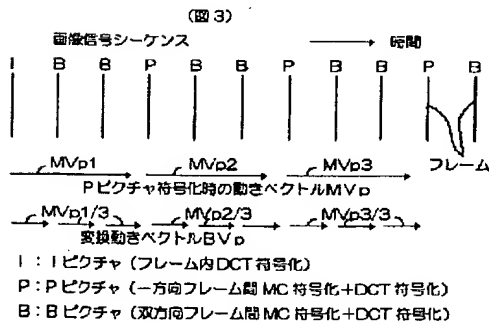 (図3)
画像信号シーケンス 時間
I B B P B B P B B P B
MVp1 MVp2 MVp3 フレーム
Pピクチャ符号化時の動きベクトルMVp
MVp1/3 MVp2/3 MVp3/3
変換動きベクトルBVp
I:Iピクチャ(フレーム内DCT符号化)
P:Pピクチャ(一方向フレーム間MC符号化+DCT符号化)
B:Bピクチャ(双方向フレーム間MC符号化+DCT符号化)